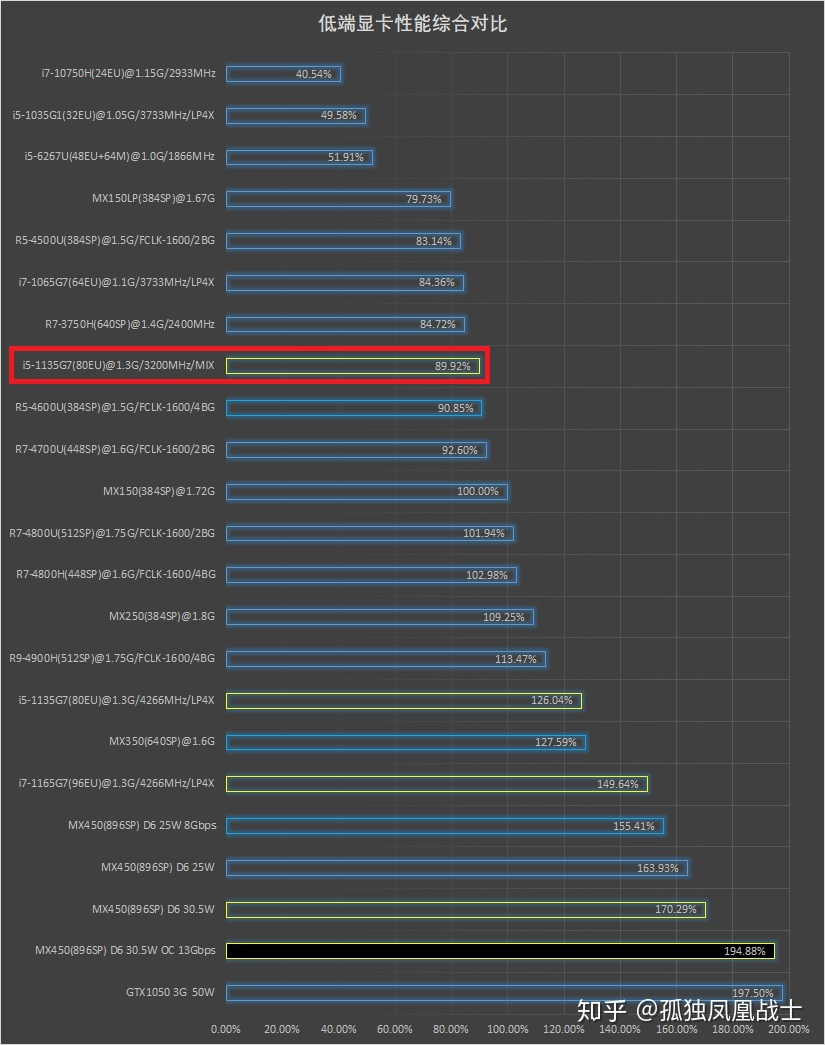 低端显卡性能综合对比
i7-10750H(24EU)@1.15G/2933MHz 40.54%
i5-1035G1(32EU)@1.05G/3733MHz/LP4X 49.58%
i5-6267U(48EU+64M)@1.0G/1866MHz 51.91%
MX150LP(384SP)@1.67G 79.73%
R5-4500U(384SP)@1.5G/FCLK-1600/2BG 83.14%
i7-1065G7(64EU)@1.1G/3733MHz/LP4X 84.36%
R7-3750H(640SP)@1.4G/2400MHz 84.72%
i5-1135G7(80EU)@1.3G/3200MHz/MIX 89.92%
R5-4600U(384SP)@1.5G/FCLK-1600/4BG 90.85%
R7-4700U(448SP)@1.6G/FCLK-1600/2BG 92.60%
MX150(384SP)@1.72G 100.00%
R7-4800U(512SP)@1.75G/FCLK-1600/2BG 101.94%
R7-4800H(448SP)@1.6G/FCLK-1600/4BG 102.98%
MX250(384SP)@1.8G 109.25%
R9-4900H(512SP)@1.75G/FCLK-1600/4BG 113.47%
i5-1135G7(80EU)@1.3G/4266MHz/LP4X 126.04%
MX350(640SP)@1.6G 127.59%
i7-1165G7(96EU)@1.3G/4266MHz/LP4X 149.64%
MX450(896SP) D6 25W 8Gbps 155.41%
MX450(896SP) D6 25W 163.93%
MX450(896SP) D6 30.5W 170.29%
MX450(896SP) D6 30.5W OC 13Gbps 194.88%
GTX1050 3G 50W 197.50%
知乎 @孤独凤凰战士
0.00% 20.00% 40.00% 60.00% 80.00% 100.00% 120.00% 140.00% 160.00% 180.00% 200.00%